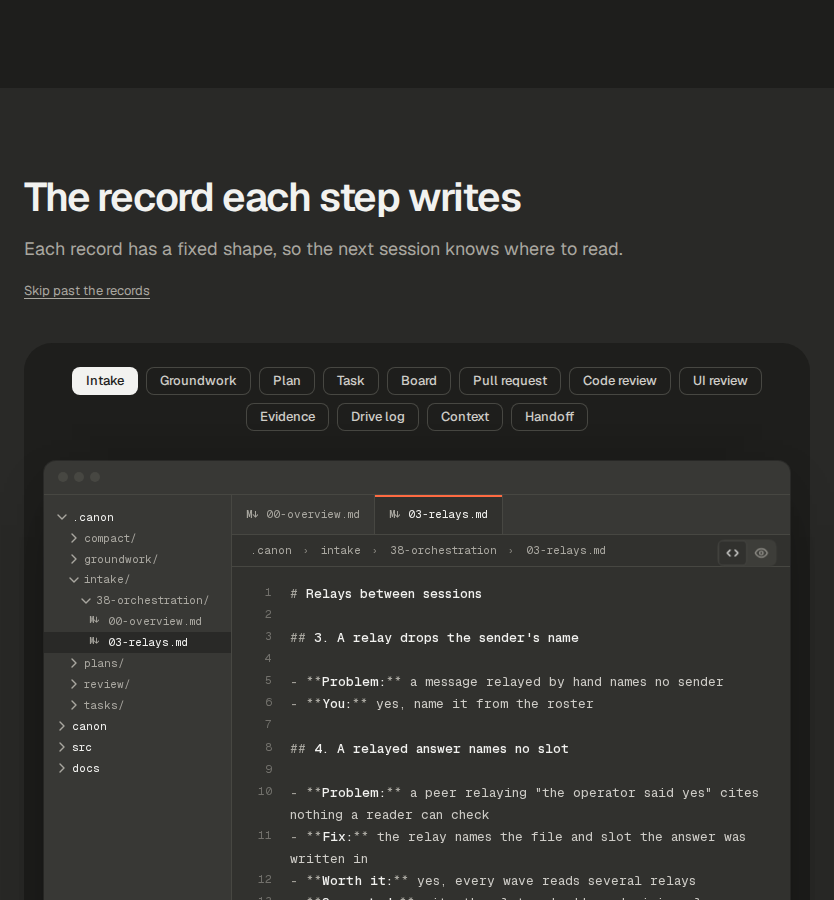 The record each step writes
Each record has a fixed shape, so the next session knows where to read.
Skip past the records
Intake Groundwork Plan Task Board Pull request Code review UI review
Evidence Drive log Context Handoff
.canon
compact/
groundwork/
intake/
38-orchestration/
M↓ 00-overview.md
M↓ 03-relays.md
plans/
review/
tasks/
canon
src
docs
M↓ 00-overview.md M↓ 03-relays.md
.canon › intake › 38-orchestration › 03-relays.md
1 # Relays between sessions
2
3 ## 3. A relay drops the sender's name
4
5 - **Problem:** a message relayed by hand names no sender
6 - **You:** yes, name it from the roster
7
8 ## 4. A relayed answer names no slot
9
10 - **Problem:** a peer relaying "the operator said yes" cites
nothing a reader can check
11 - **Fix:** the relay names the file and slot the answer was
written in
12 - **Worth it:** yes, every wave reads several relays